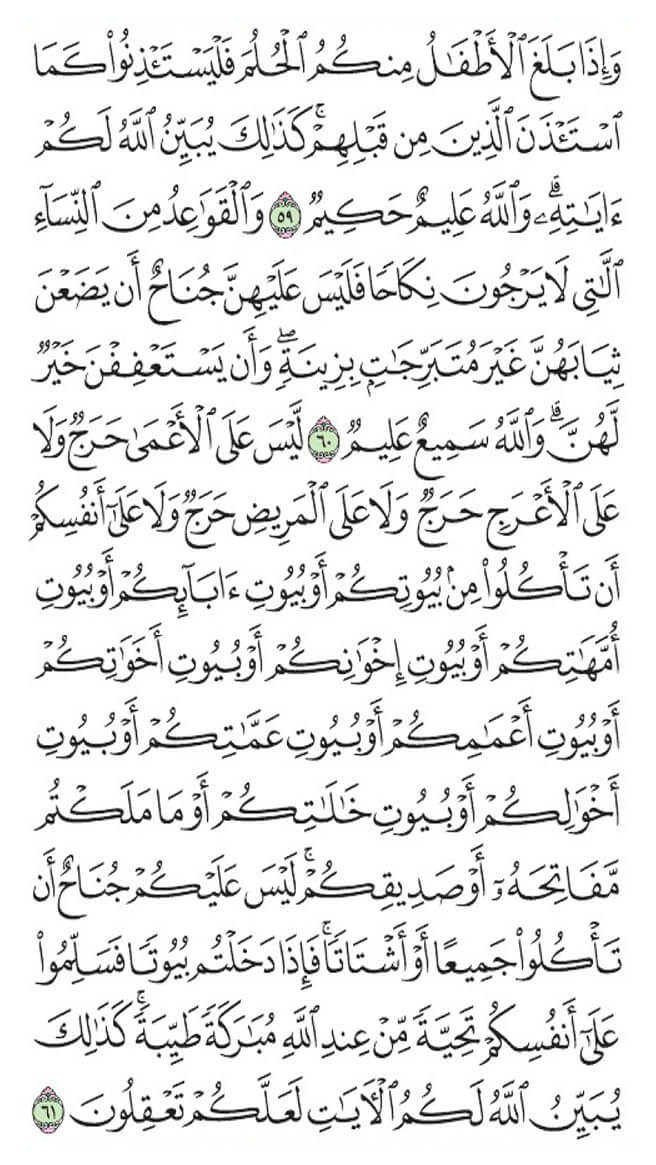 وَإِذَا بَلَغَ ٱلْأَطْفَـٰلُ مِنكُمُ ٱلْحُلُمَ فَلْيَسْتَـْٔذِنُوا۟ كَمَا
ٱسْتَـْٔذَنَ ٱلَّذِينَ مِن قَبْلِهِمْ ۚ كَذَٰلِكَ يُبَيِّنُ ٱللَّهُ لَكُمْ
ءَايَـٰتِهِۦ ۗ وَٱللَّهُ عَلِيمٌ حَكِيمٌ ٥٩ وَٱلْقَوَٰعِدُ مِنَ ٱلنِّسَآءِ
ٱلَّـٰتِى لَا يَرْجُونَ نِكَاحًا فَلَيْسَ عَلَيْهِنَّ جُنَاحٌ أَن يَضَعْنَ
ثِيَابَهُنَّ غَيْرَ مُتَبَرِّجَـٰتٍۭ بِزِينَةٍ ۖ وَأَن يَسْتَعْفِفْنَ خَيْرٌ
لَّهُنَّ ۗ وَٱللَّهُ سَمِيعٌ عَلِيمٌ ٦٠ لَّيْسَ عَلَى ٱلْأَعْمَىٰ حَرَجٌ وَلَا
عَلَى ٱلْأَعْرَجِ حَرَجٌ وَلَا عَلَى ٱلْمَرِيضِ حَرَجٌ وَلَا عَلَىٰٓ أَنفُسِكُمْ
أَن تَأْكُلُوا۟ مِنۢ بُيُوتِكُمْ أَوْ بُيُوتِ ءَابَآئِكُمْ أَوْ بُيُوتِ
أُمَّهَـٰتِكُمْ أَوْ بُيُوتِ إِخْوَٰنِكُمْ أَوْ بُيُوتِ أَخَوَٰتِكُمْ
أَوْ بُيُوتِ أَعْمَـٰمِكُمْ أَوْ بُيُوتِ عَمَّـٰتِكُمْ أَوْ بُيُوتِ
أَخْوَٰلِكُمْ أَوْ بُيُوتِ خَـٰلَـٰتِكُمْ أَوْ مَا مَلَكْتُم
مَّفَاتِحَهُۥٓ أَوْ صَدِيقِكُمْ ۚ لَيْسَ عَلَيْكُمْ جُنَاحٌ أَن
تَأْكُلُوا۟ جَمِيعًا أَوْ أَشْتَاتًا ۚ فَإِذَا دَخَلْتُم بُيُوتًا فَسَلِّمُوا۟
عَلَىٰٓ أَنفُسِكُمْ تَحِيَّةً مِّنْ عِندِ ٱللَّهِ مُبَـٰرَكَةً طَيِّبَةً ۚ كَذَٰلِكَ
يُبَيِّنُ ٱللَّهُ لَكُمُ ٱلْـَٔايَـٰتِ لَعَلَّكُمْ تَعْقِلُونَ ٦١